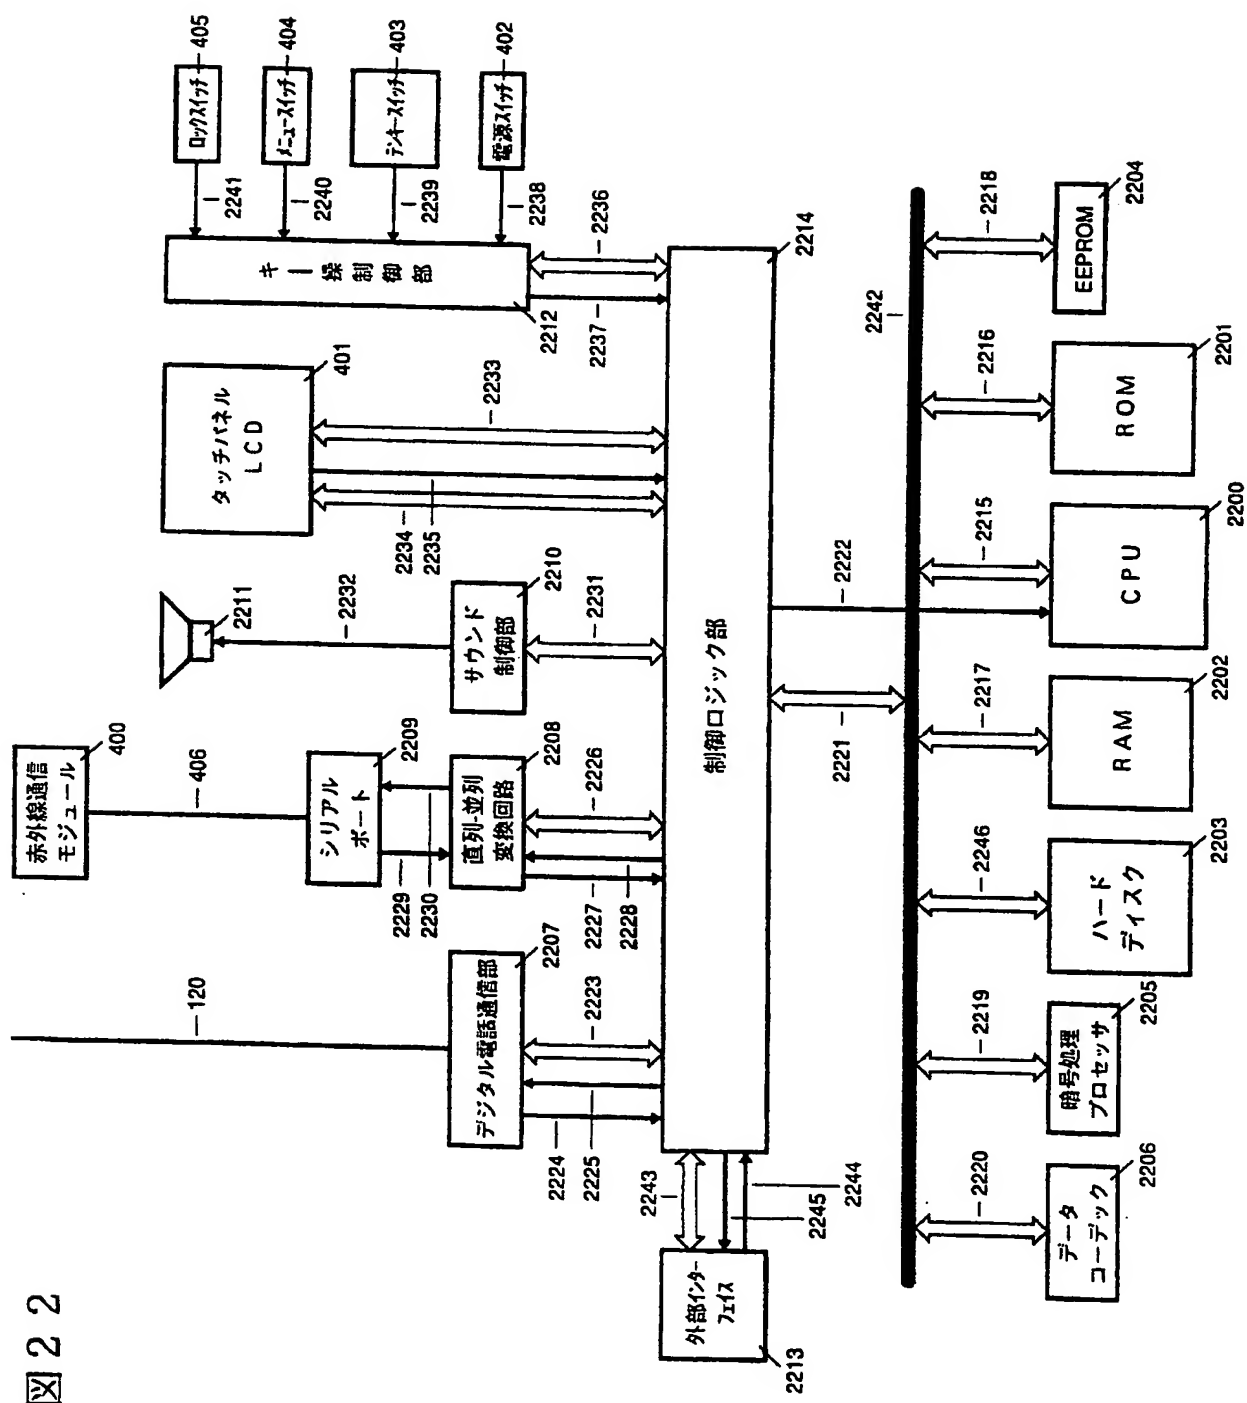 図２２
赤外線通信
モジュール
400
406
120
シリアル
ポート
2209
2229
2230
直列-並列
変換回路
2208
2226
2227
2228
デジタル電話通信部
2207
2223
2224
2225
2211
2232
サウンド
制御部
2210
2231
タッチパネル
LCD
401
2233
2234
2235
ロックスイッチ
405
メニュースイッチ
404
テンキースイッチ
403
電源スイッチ
402
2241
2240
2239
2238
キー操制御部
2212
2236
2237
制御ロジック部
2214
外部インター
フェイス
2213
2243
2245
2244
2221
2222
2242
データ
コーデック
2206
2220
暗号処理
プロセッサ
2205
2219
ハード
ディスク
2203
2246
RAM
2202
2217
CPU
2200
2215
ROM
2201
2216
EEPROM
2204
2218